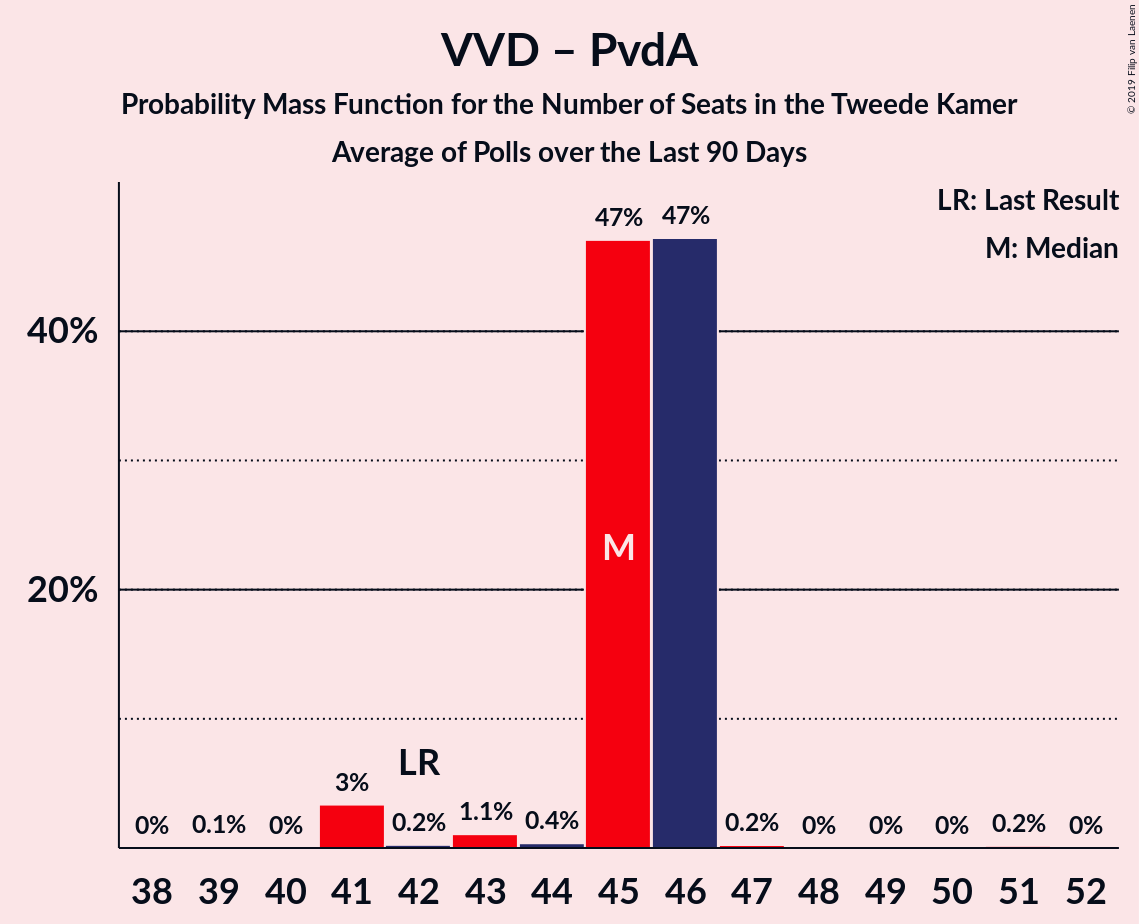 VVD – PvdA
Probability Mass Function for the Number of Seats in the Tweede Kamer
Average of Polls over the Last 90 Days
© 2019 Filip van Laenen
LR: Last Result
M: Median
47% 47%
40%
M
20%
LR
0% 0.1% 0% 3% 0.2% 1.1% 0.4% 0.2% 0% 0% 0% 0.2% 0%
38 39 40 41 42 43 44 45 46 47 48 49 50 51 52